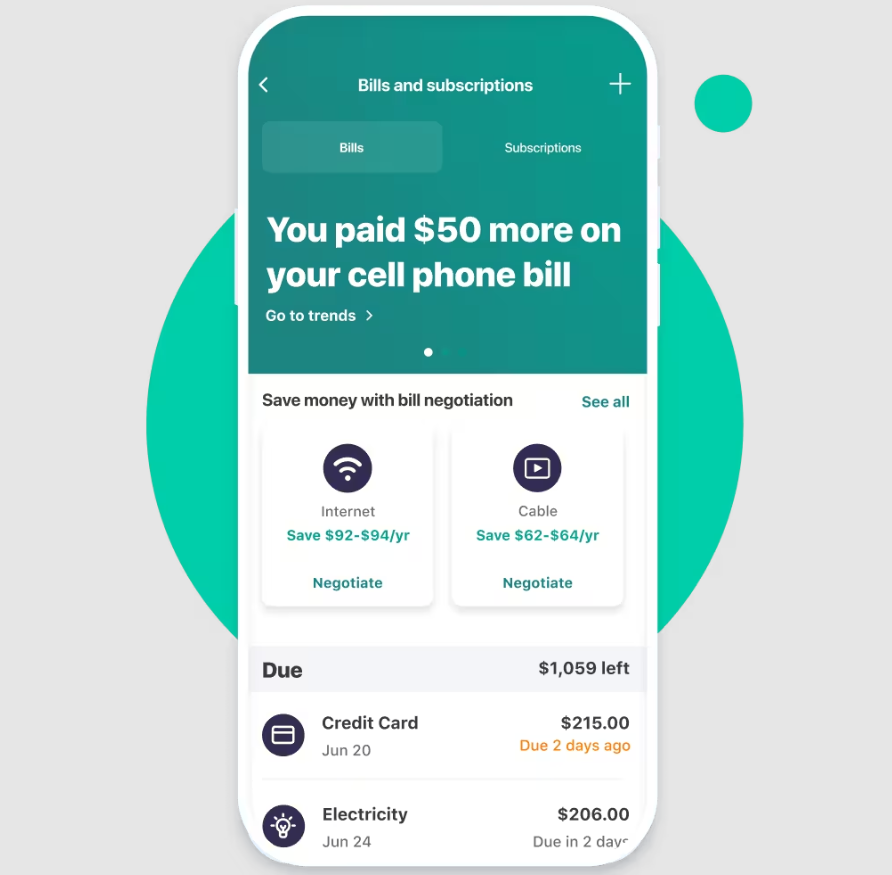 Bills and subscriptions
Bills
Subscriptions
You paid $50 more on
your cell phone bill
Go to trends
Save money with bill negotiation
See all
Internet
Save $92-$94/yr
Negotiate
Cable
Save $62-$64/yr
Negotiate
Due
$1,059 left
Credit Card
$215.00
Jun 20
Due 2 days ago
Electricity
$206.00
Jun 24
Due in 2 days